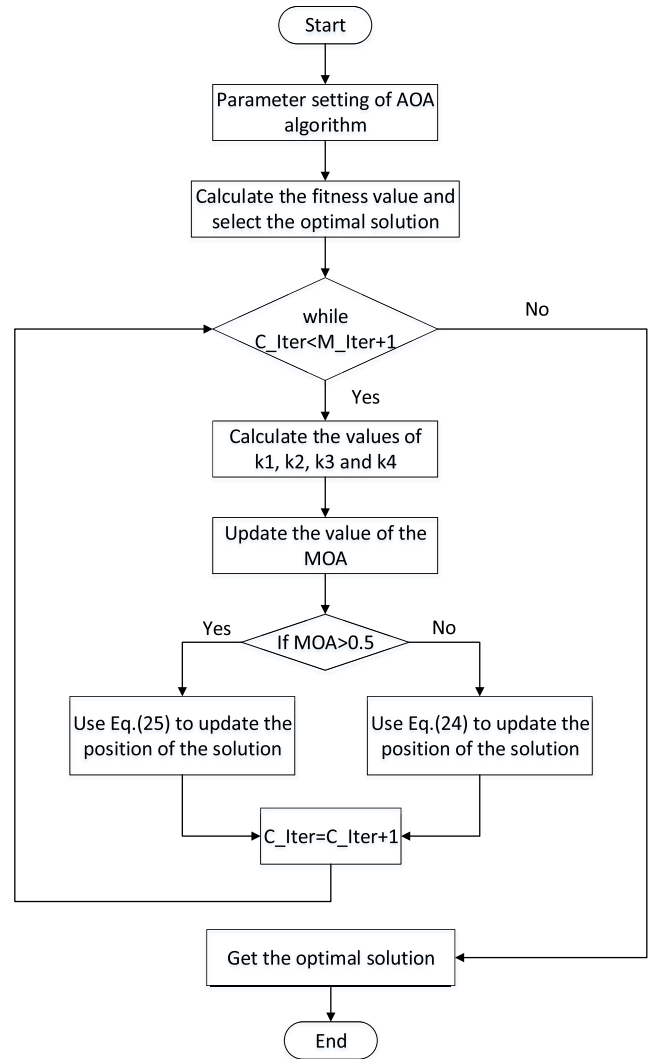 Start
Parameter setting of AOA
algorithm
Calculate the fitness value and
select the optimal solution
while
C_Iter<M_Iter+1
No
Yes
Calculate the values of
k1, k2, k3 and k4
Update the value of the
MOA
If MOA>0.5
Yes
No
Use Eq.(25) to update the
position of the solution
Use Eq.(24) to update the
position of the solution
C_Iter=C_Iter+1
Get the optimal solution
End